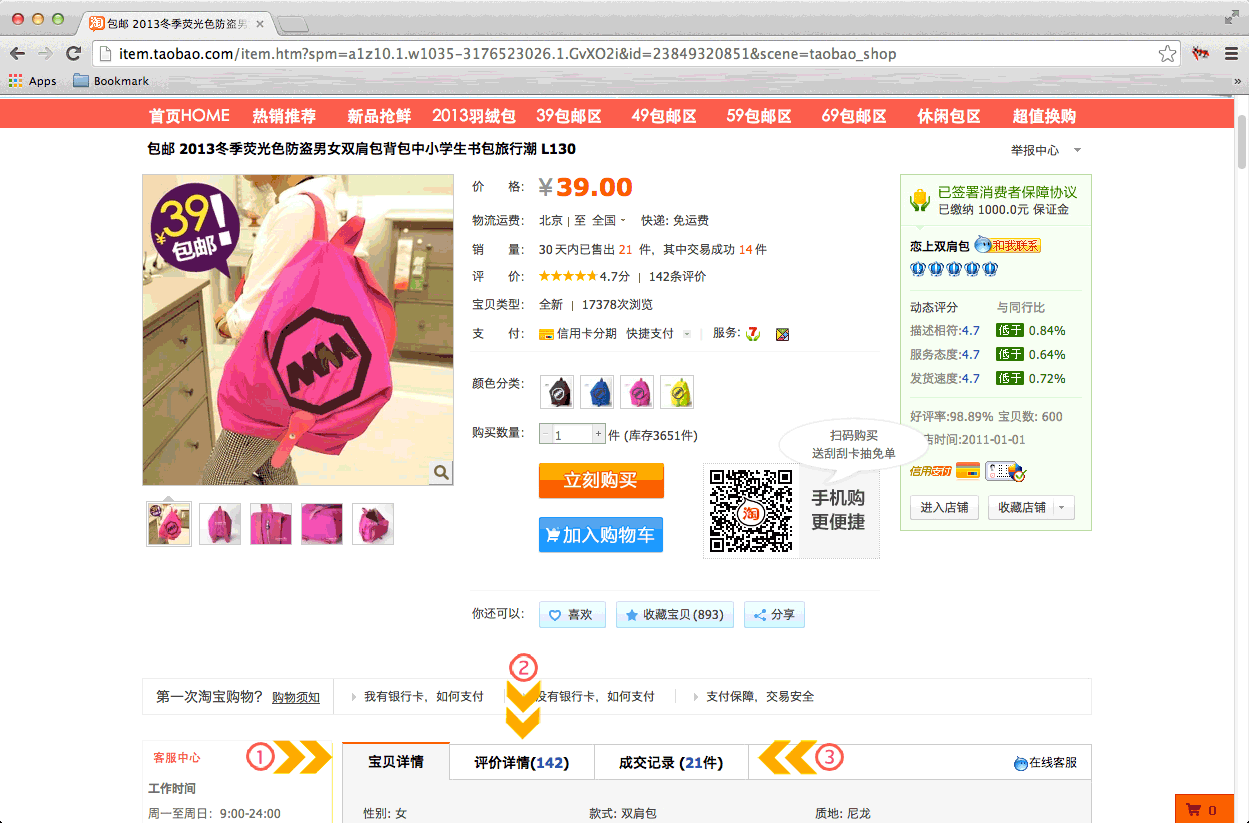 包邮 2013冬季荧光色防盗男
item.taobao.com/item.htm?spm=a1z10.1.w1035-3176523026.1.GvXO2i&id=23849320851&scene=taobao_shop
Apps Bookmark
首页HOME 热销推荐 新品抢鲜 2013羽绒包 39包邮区 49包邮区 59包邮区 69包邮区 休闲包区 超值换购
包邮 2013冬季荧光色防盗男女双肩包背包中小学生书包旅行潮 L130
举报中心
¥39!
包邮
价 格: ¥39.00
物流运费: 北京 | 至 全国 快递: 免运费
销 量: 30 天内已售出 21 件，其中交易成功 14 件
评 价: 4.7分 | 142条评价
宝贝类型: 全新 | 17378次浏览
支 付: 信用卡分期 快捷支付 服务: 7
颜色分类:
购买数量: - 1 + 件 (库存3651件)
立刻购买
加入购物车
扫码购买
送刮刮卡抽免单
淘
手机购
更便捷
你还可以: 喜欢 收藏宝贝 (893) 分享
已签署消费者保障协议
已缴纳 1000.0元 保证金
恋上双肩包 和我联系
动态评分 与同行比
描述相符:4.7 低于 0.84%
服务态度:4.7 低于 0.64%
发货速度:4.7 低于 0.72%
好评率:98.89% 宝贝数: 600
店时间:2011-01-01
进入店铺 收藏店铺
第一次淘宝购物? 购物须知 我有银行卡，如何支付 没有银行卡，如何支付 支付保障，交易安全
2
客服中心 1
宝贝详情 评价详情(142) 成交记录 (21件) 3 在线客服
工作时间
周一至周日：9:00-24:00
性别: 女 款式: 双肩包 质地: 尼龙
0